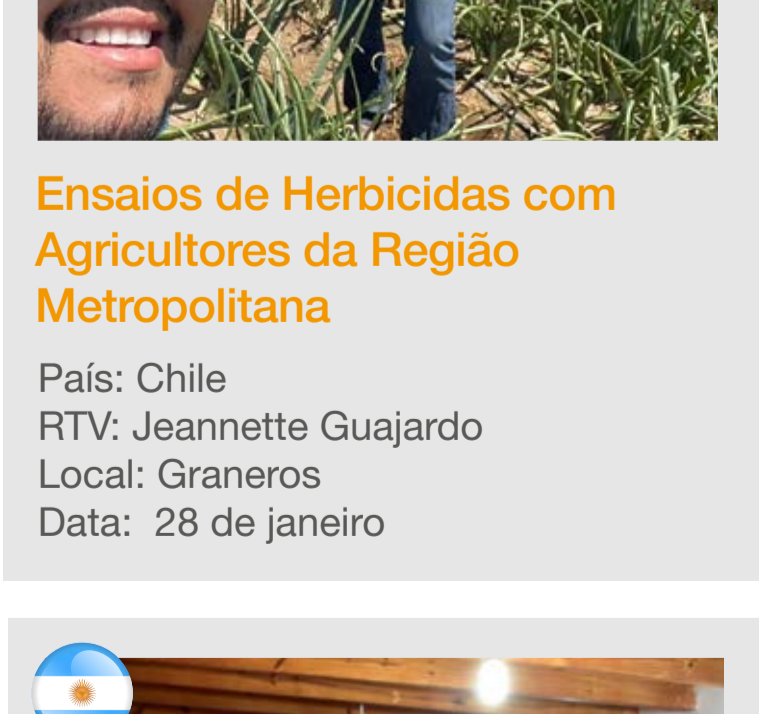 Ensaios de Herbicidas com
Agricultores da Região
Metropolitana
País: Chile
RTV: Jeannette Guajardo
Local: Graneros
Data:  28 de janeiro